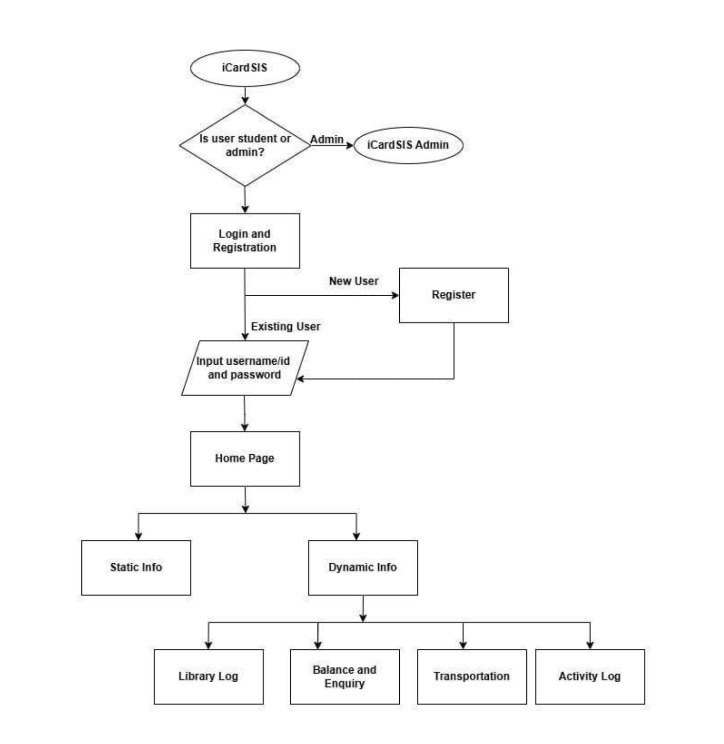 iCardSIS
Is user student or
admin?
Admin
iCardSIS Admin
Login and
Registration
New User
Register
Existing User
Input username/id
and password
Home Page
Static Info
Dynamic Info
Library Log
Balance and
Enquiry
Transportation
Activity Log